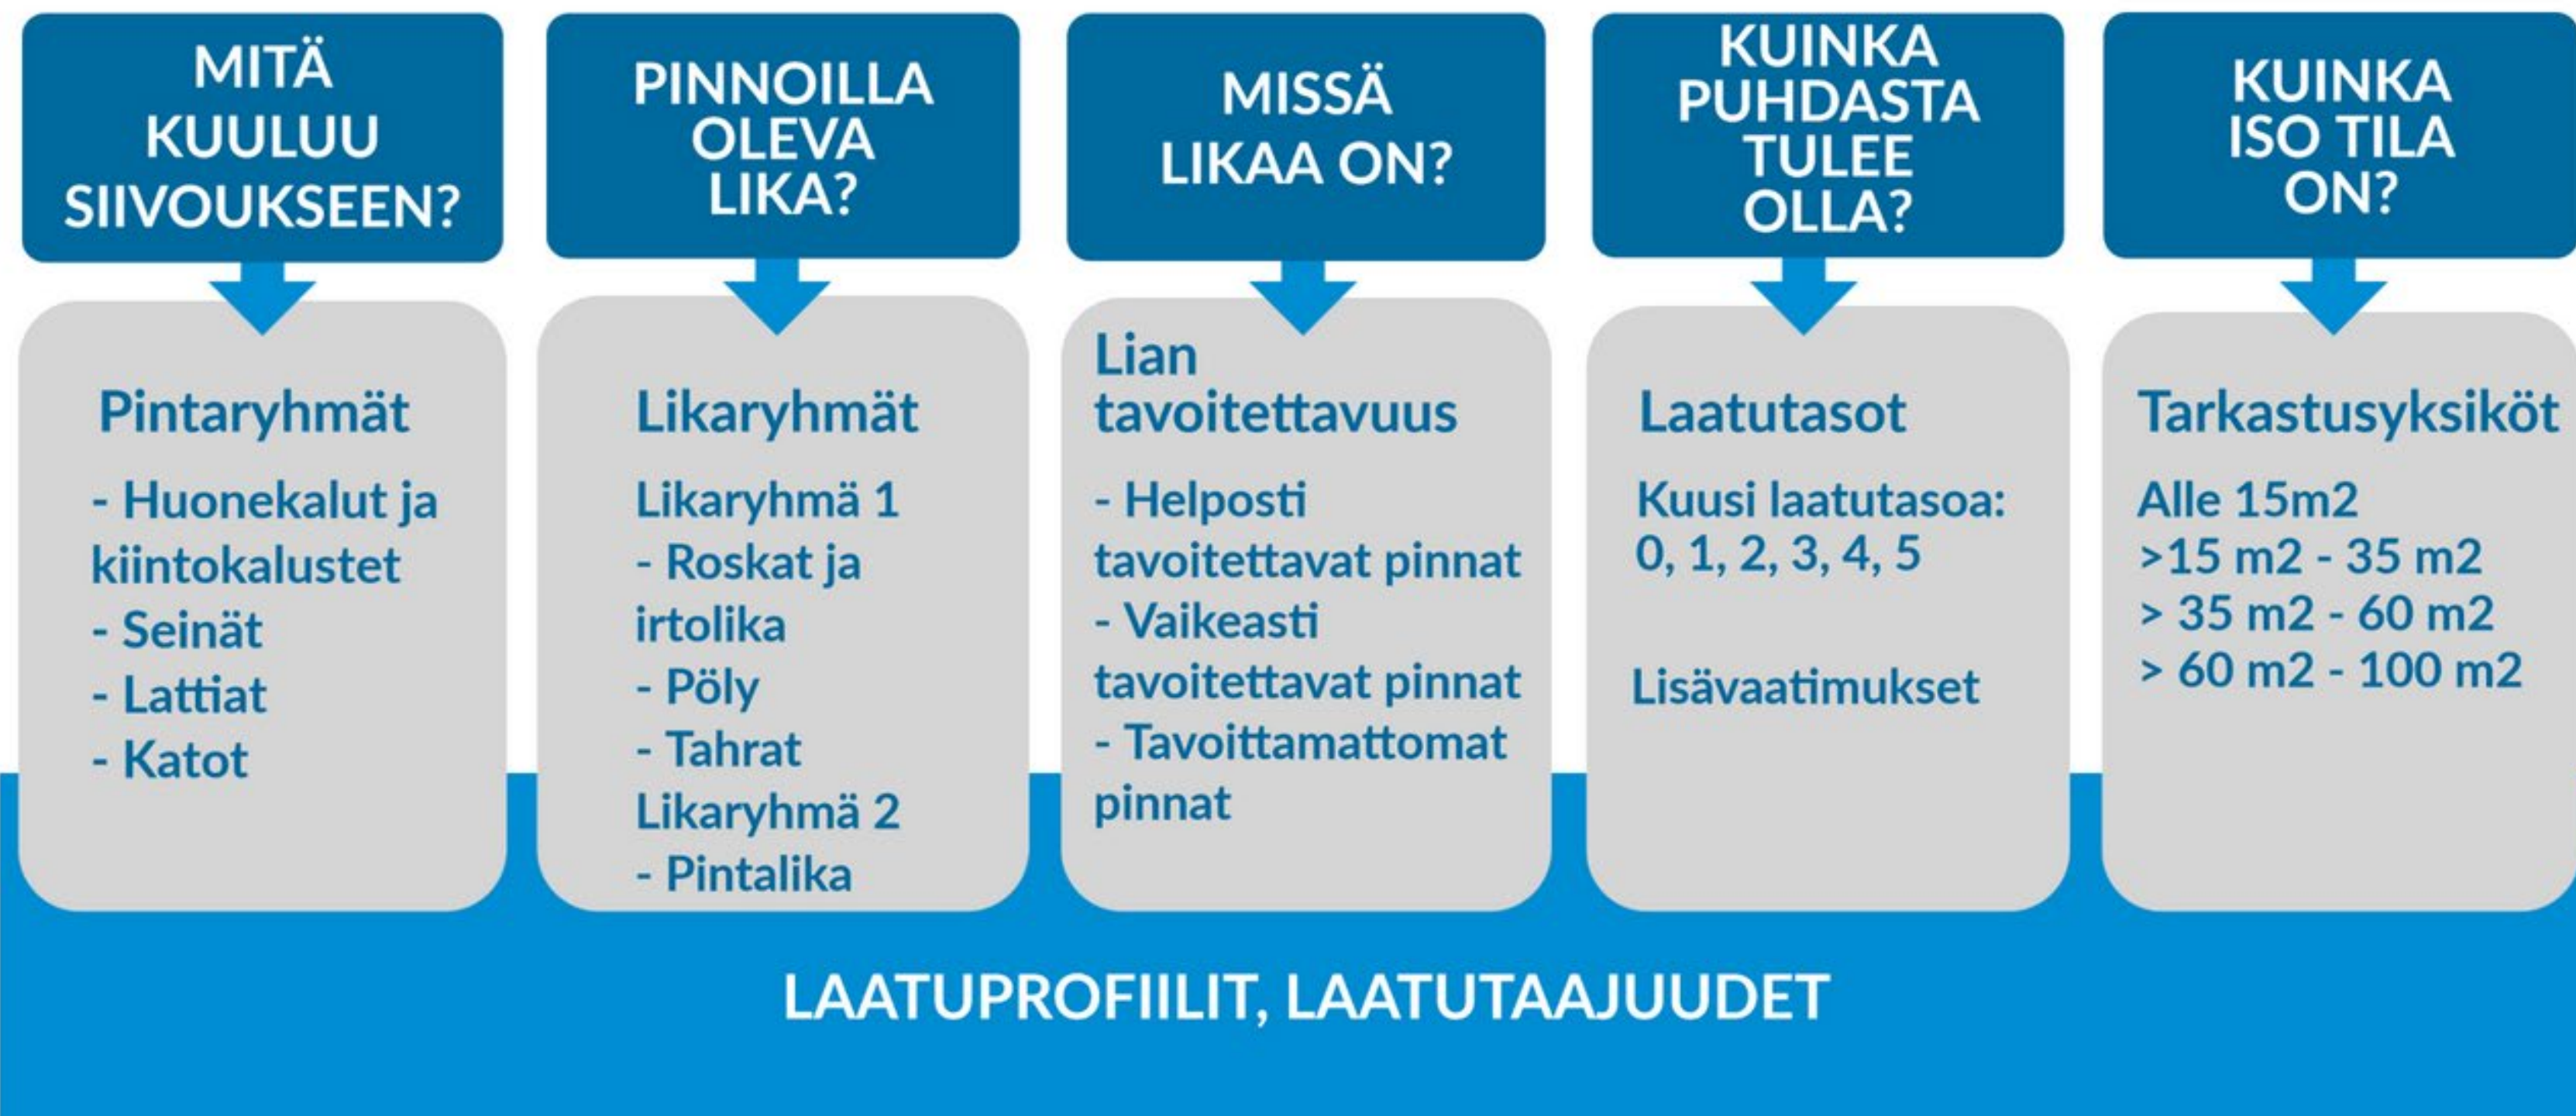 MITÄ
KUULUU
SIIVOUKSEEN?
Pintaryhmät
- Huonekalut ja
kiintokalustet
- Seinät
- Lattiat
- Katot
PINNOILLA
OLEVA
LIKA?
Likaryhmät
Likaryhmä 1
- Roskat ja
irtolika
- Pöly
- Tahrat
Likaryhmä 2
- Pintalika
MISSÄ
LIKAA ON?
Lian
tavoitettavuus
- Helposti
tavoitettavat pinnat
- Vaikeasti
tavoitettavat pinnat
- Tavoittamattomat
pinnat
KUINKA
PUHDASTA
TULEE
OLLA?
Laatutasot
Kuusi laatutasoa:
0, 1, 2, 3, 4, 5
Lisävaatimukset
KUINKA
ISO TILA
ON?
Tarkastusyksiköt
Alle 15m2
>15 m2 - 35 m2
> 35 m2 - 60 m2
> 60 m2 - 100 m2
LAATUPROFIILIT, LAATUTAAJUUDET